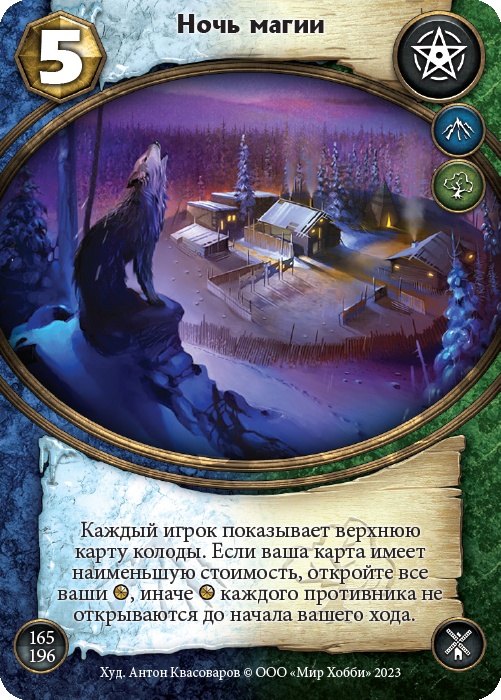 5
Ночь магии
Каждый игрок показывает верхнюю
карту колоды. Если ваша карта имеет
наименьшую стоимость, откройте все
ваши , иначе каждого противника не
открываются до начала вашего хода.
165
196
Худ. Антон Квасоваров © ООО «Мир Хобби» 2023